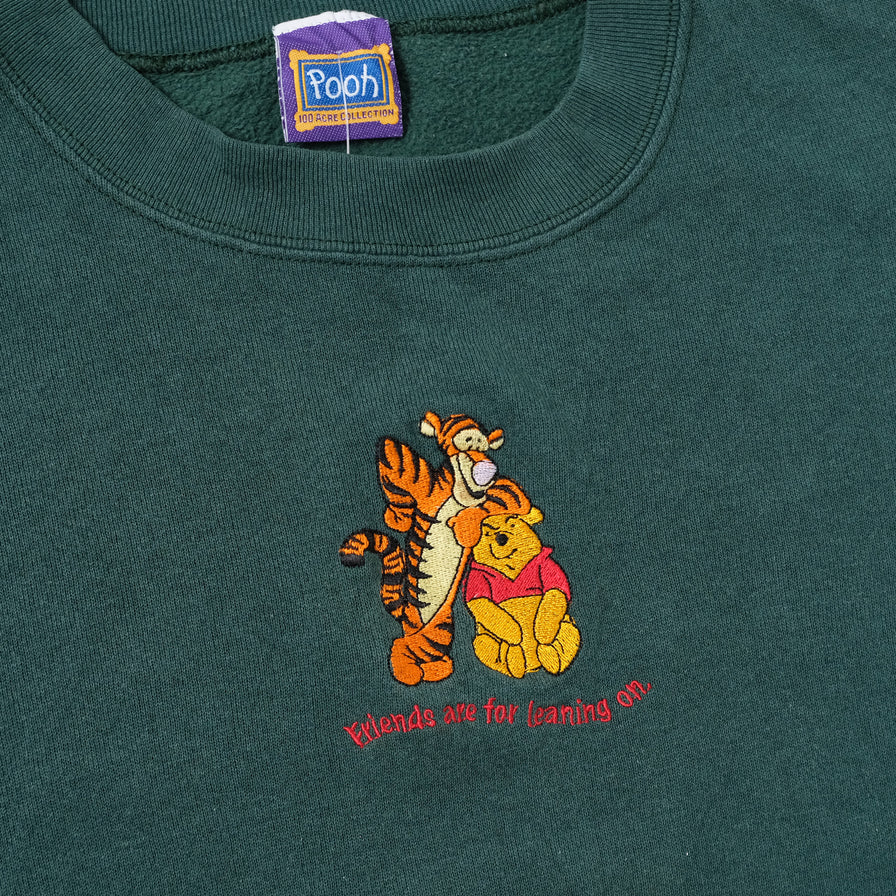 Pooh
100 ACRE COLLECTION
Friends are for leaning on.